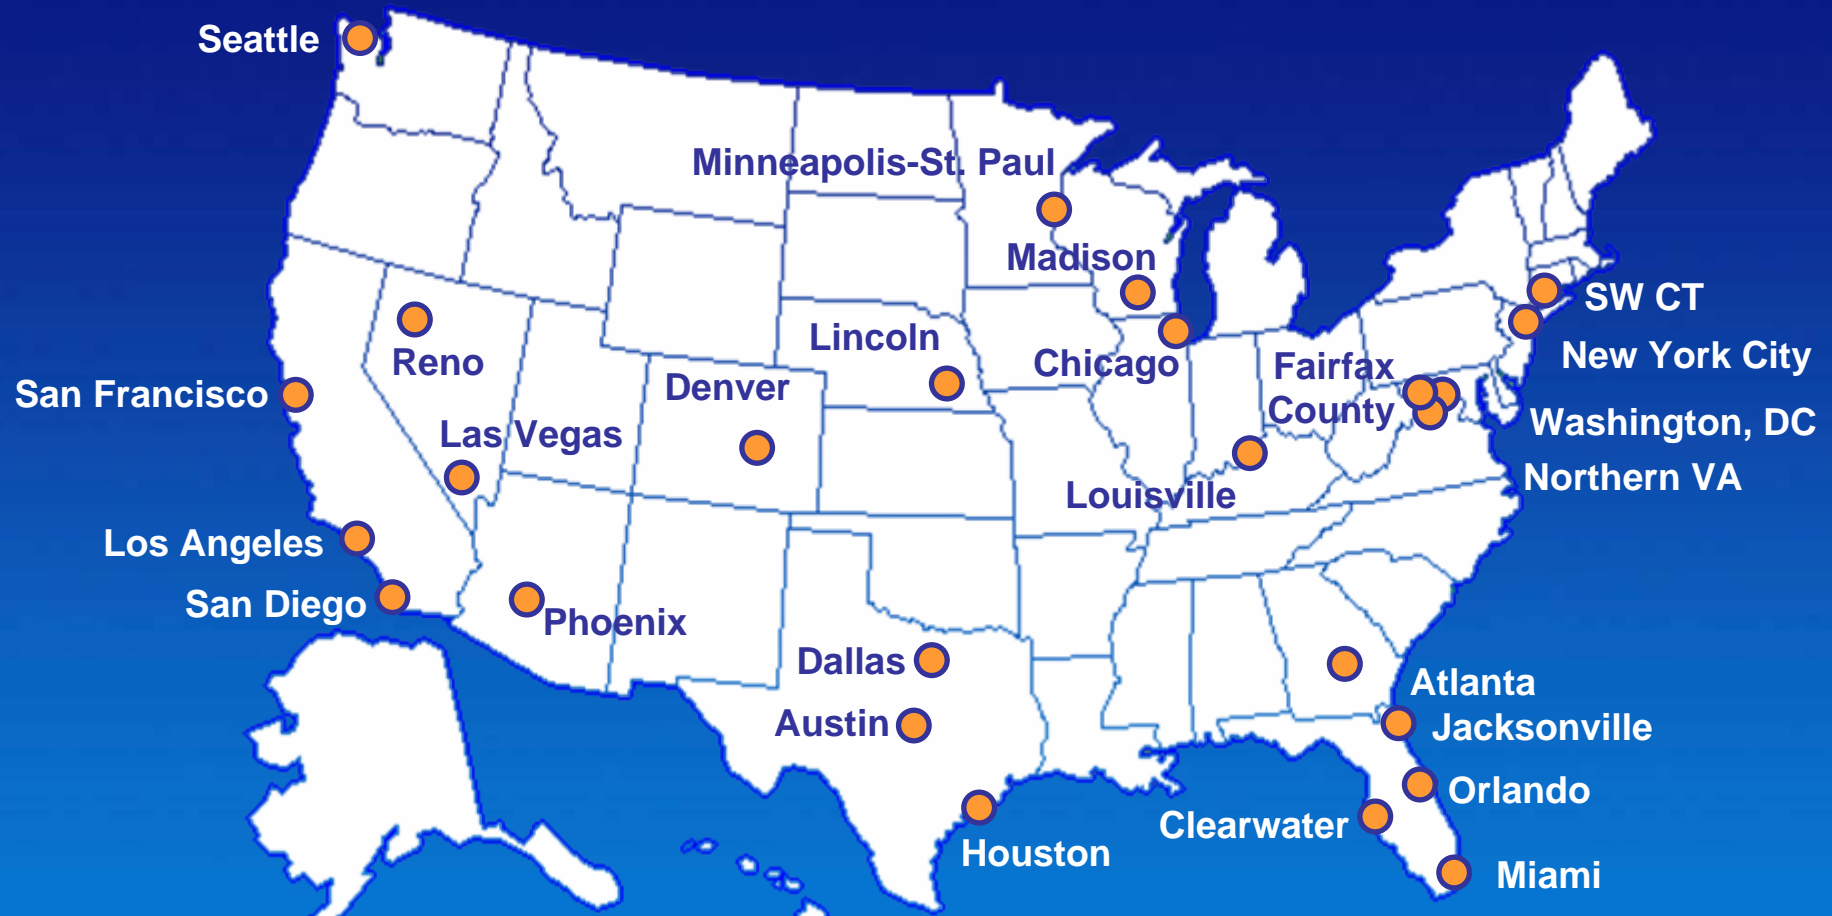 Seattle
Minneapolis-St. Paul
Madison
SW CT
Lincoln
Reno
Chicago
Fairfax
County
New York City
San Francisco
Denver
Washington, DC
Las Vegas
Northern VA
Louisville
Los Angeles
San Diego
Phoenix
Dallas
Atlanta
Austin
Jacksonville
Orlando
Clearwater
Houston
Miami